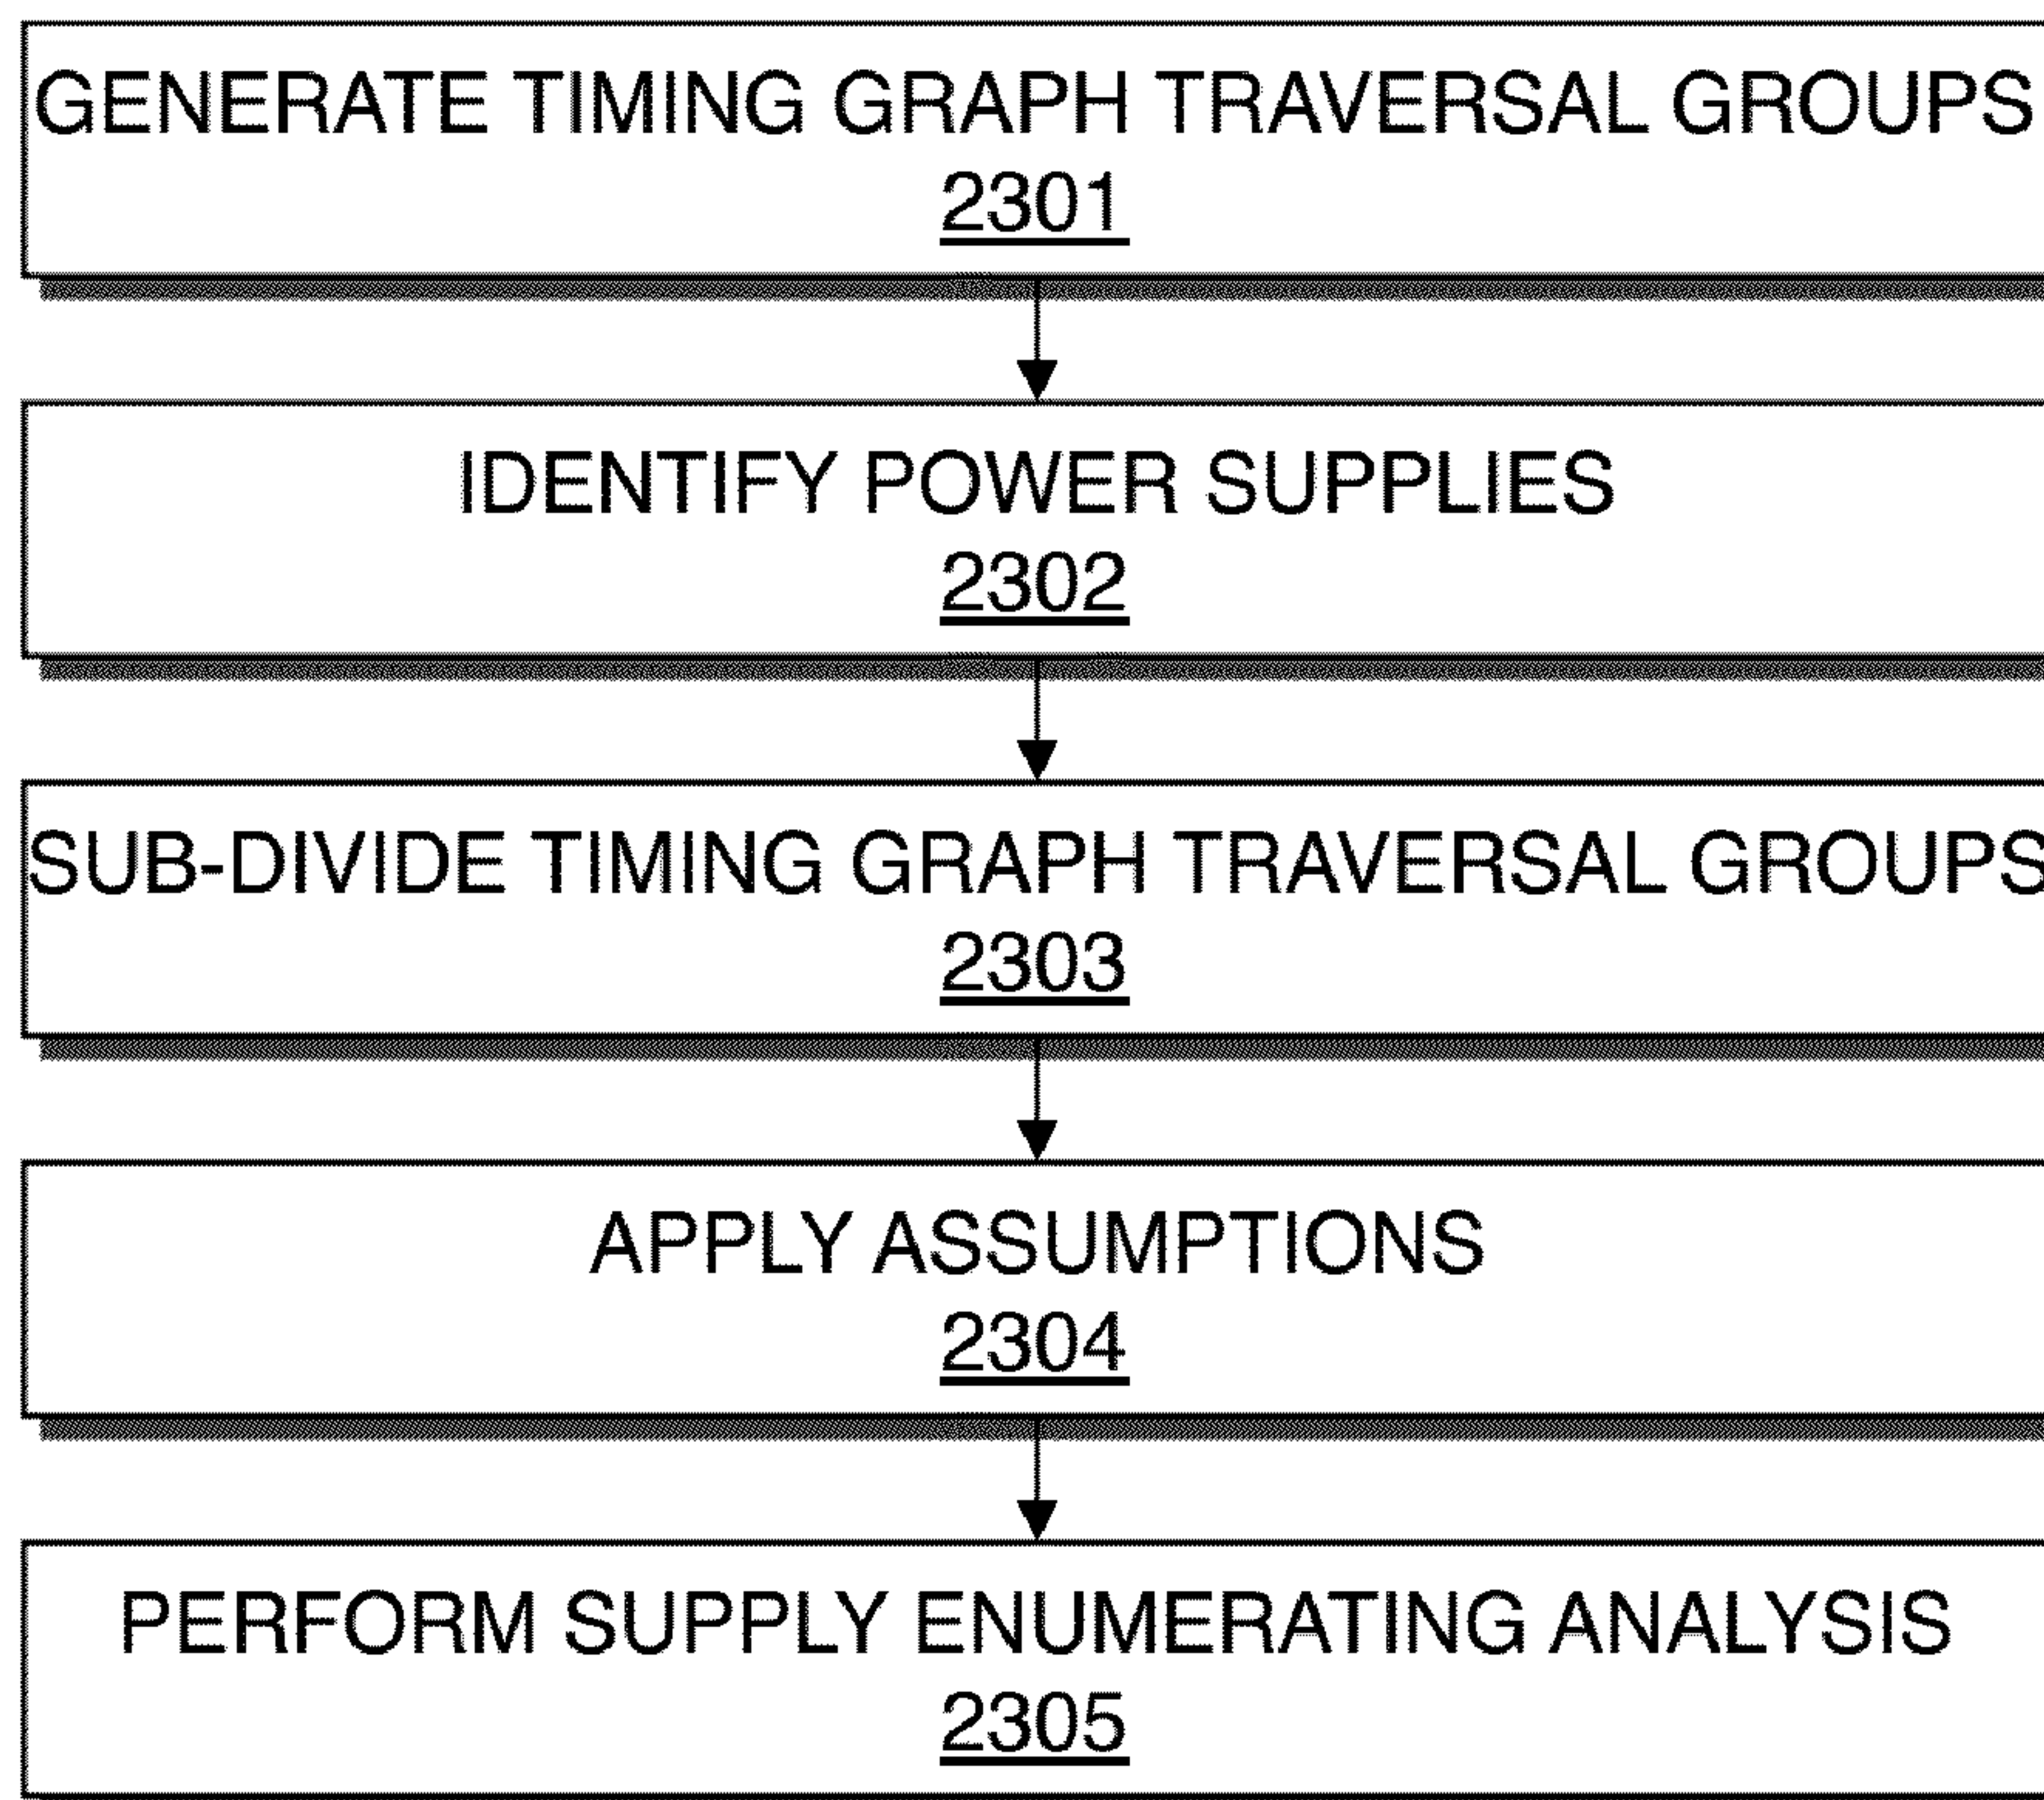 GENERATE TIMING GRAPH TRAVERSAL GROUPS
2301
IDENTIFY POWER SUPPLIES
2302
SUB-DIVIDE TIMING GRAPH TRAVERSAL GROUPS
2303
APPLY ASSUMPTIONS
2304
PERFORM SUPPLY ENUMERATING ANALYSIS
2305